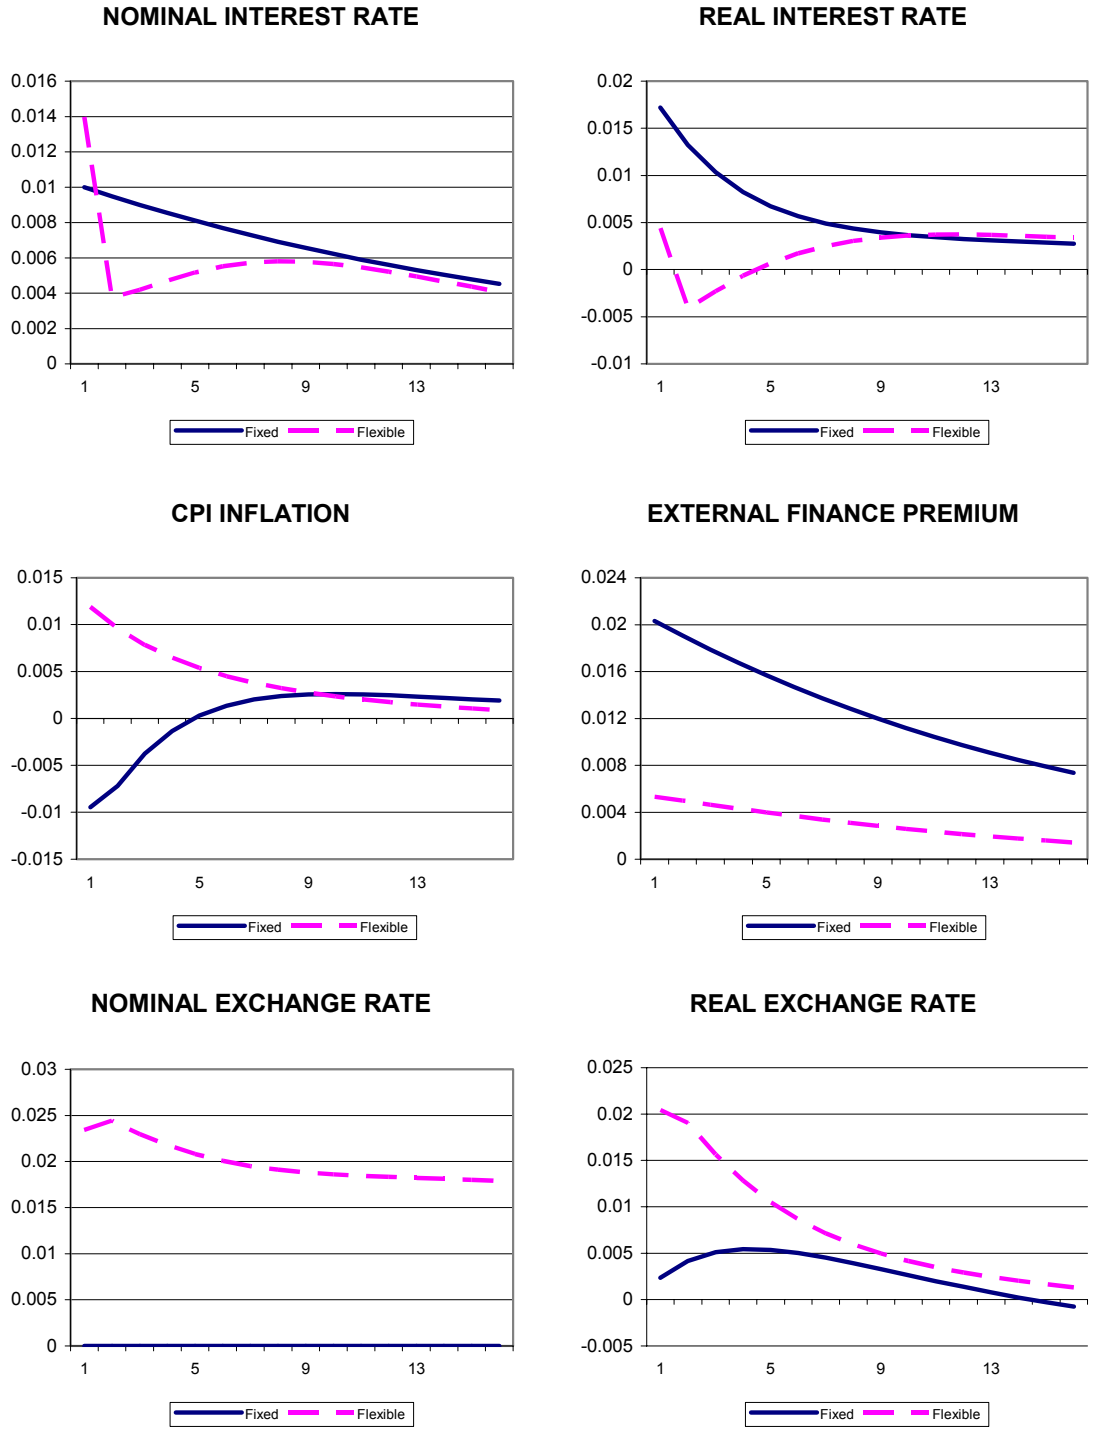 NOMINAL INTEREST RATE
0.016
0.014
0.012
0.01
0.008
0.006
0.004
0.002
0
1 5 9 13
Fixed Flexible
REAL INTEREST RATE
0.02
0.015
0.01
0.005
0
-0.005
-0.01
1 5 9 13
Fixed Flexible
CPI INFLATION
0.015
0.01
0.005
0
-0.005
-0.01
-0.015
1 5 9 13
Fixed Flexible
EXTERNAL FINANCE PREMIUM
0.024
0.02
0.016
0.012
0.008
0.004
0
1 5 9 13
Fixed Flexible
NOMINAL EXCHANGE RATE
0.03
0.025
0.02
0.015
0.01
0.005
0
1 5 9 13
Fixed Flexible
REAL EXCHANGE RATE
0.025
0.02
0.015
0.01
0.005
0
-0.005
1 5 9 13
Fixed Flexible